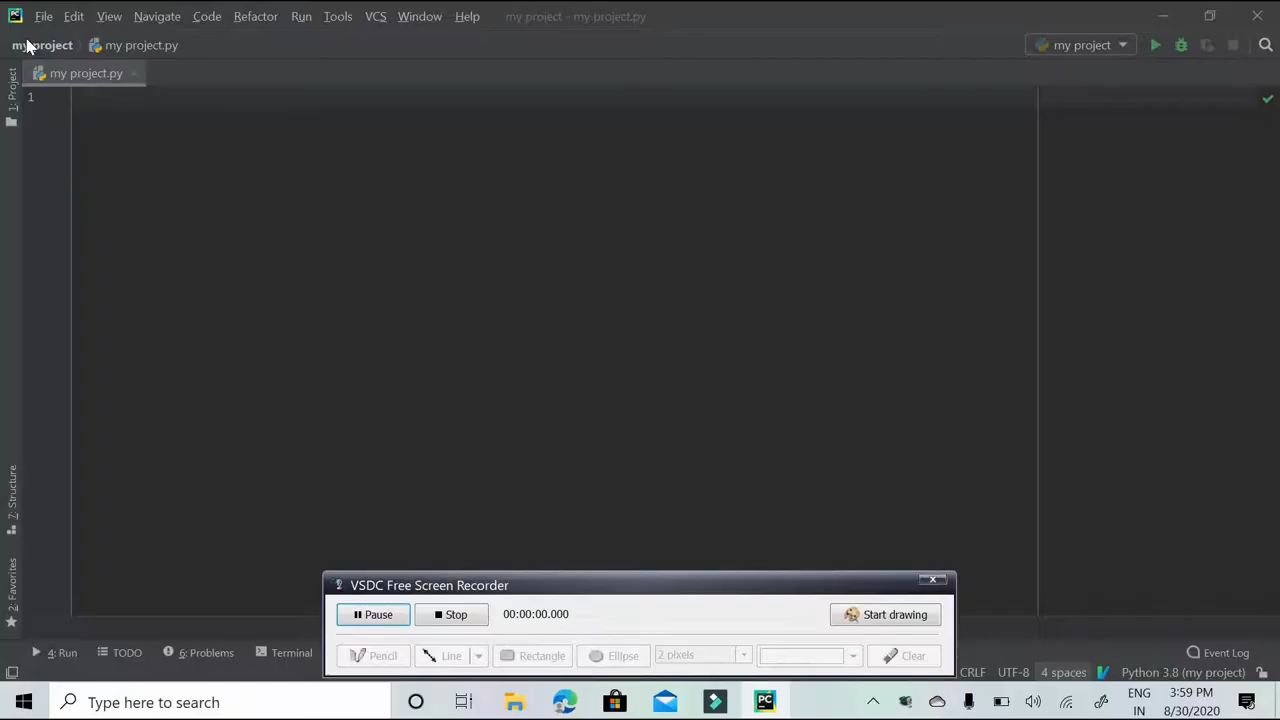 PC File Edit View Navigate Code Refactor Run Tools VCS Window Help my project - my project.py
my project my project.py my project
my project.py
1
1: Project
Z: Structure
2: Favorites
VSDC Free Screen Recorder
Pause Stop 00:00:00.000 Start drawing
Pencil Line Rectangle Ellipse 2 pixels Clear
4: Run TODO 6: Problems Terminal Event Log
CRLF UTF-8 4 spaces Python 3.8 (my project)
Type here to search PC ENG 3:59 PM
IN 8/30/2020